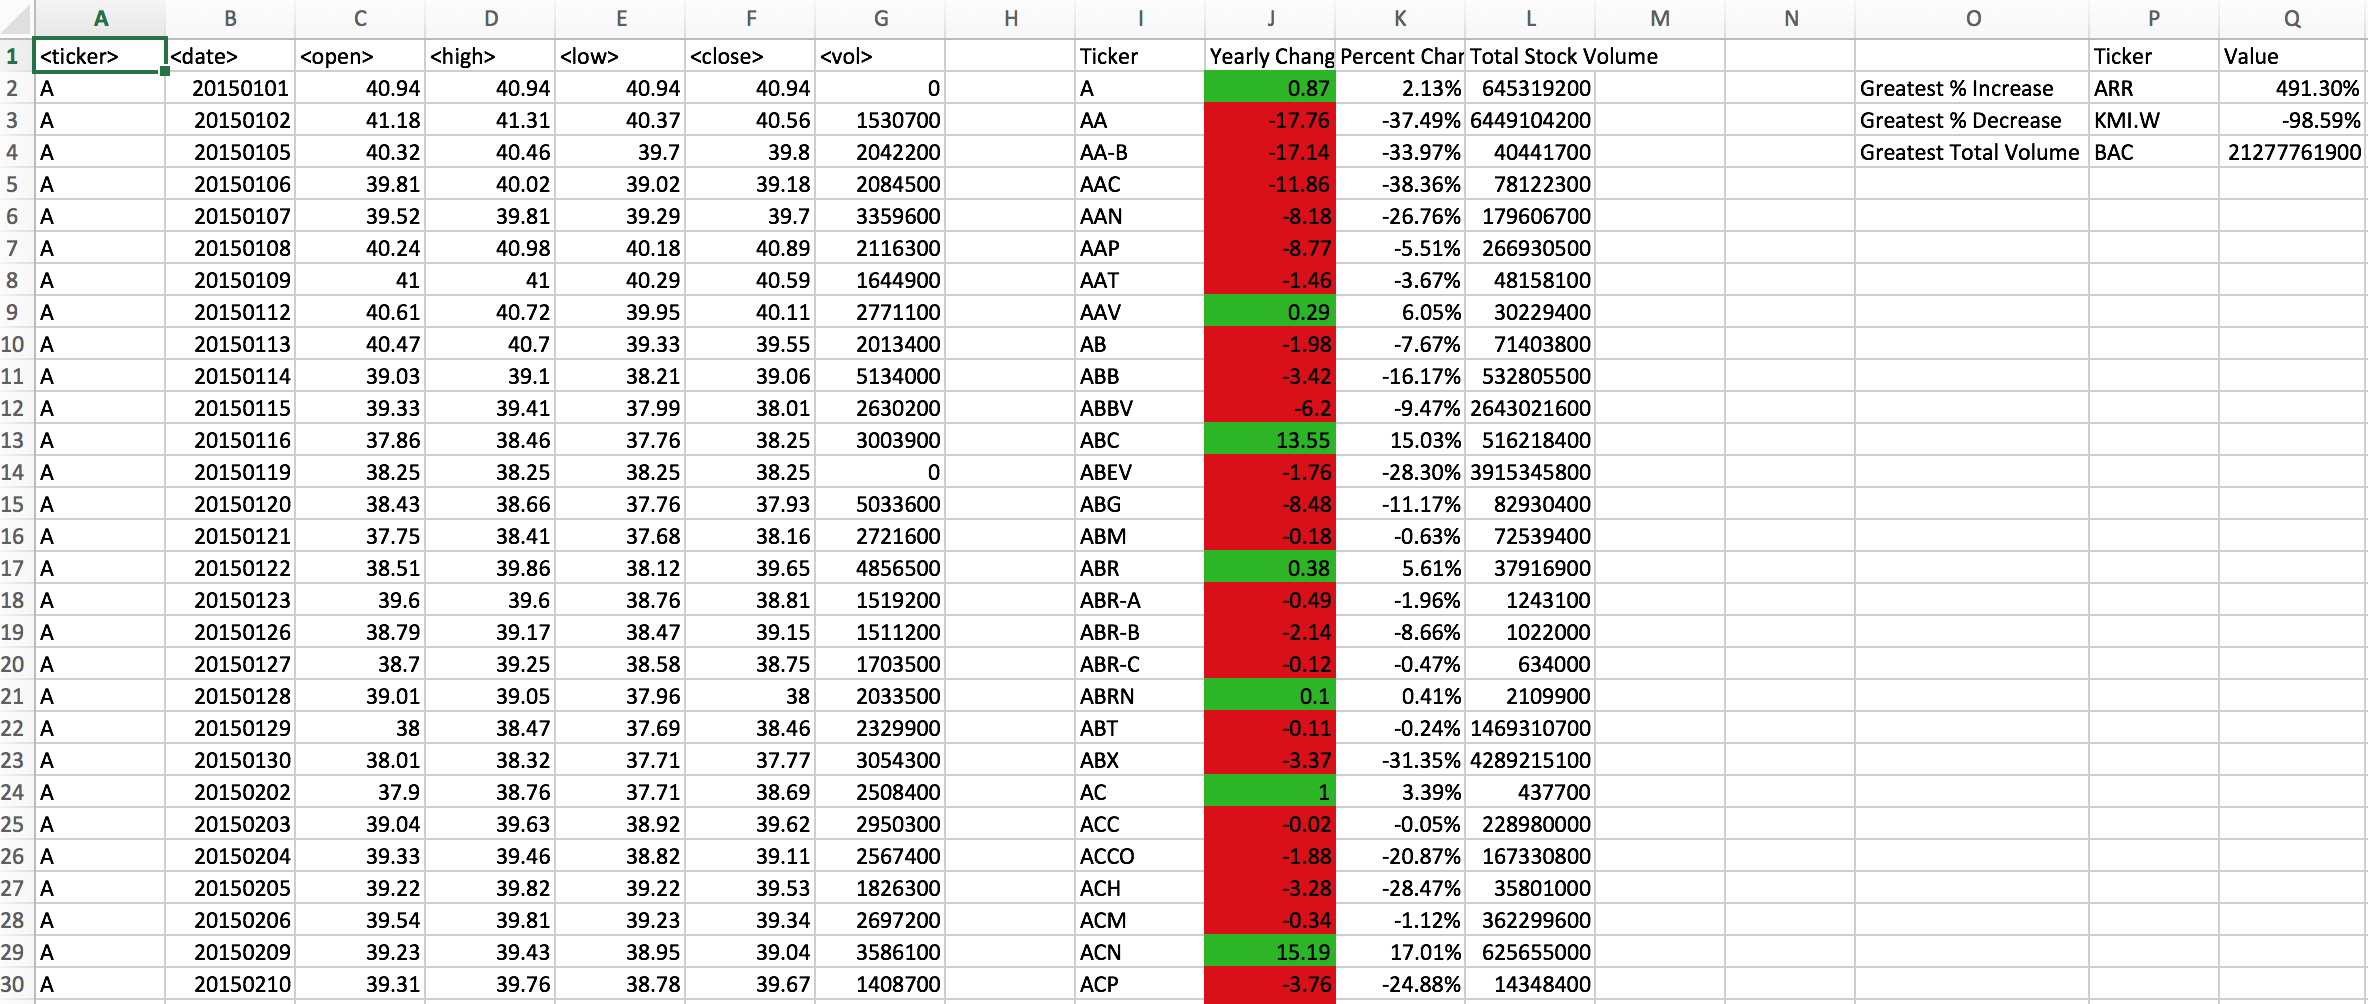 A B C D E F G H I J K L M N O P Q
1 <ticker> <date> <open> <high> <low> <close> <vol> Ticker Yearly Chang Percent Char Total Stock Volume Ticker Value
2 A 20150101 40.94 40.94 40.94 40.94 0 A 0.87 2.13% 645319200 Greatest % Increase ARR 491.30%
3 A 20150102 41.18 41.31 40.37 40.56 1530700 AA -17.76 -37.49% 6449104200 Greatest % Decrease KMI.W -98.59%
4 A 20150105 40.32 40.46 39.7 39.8 2042200 AA-B -17.14 -33.97% 40441700 Greatest Total Volume BAC 21277761900
5 A 20150106 39.81 40.02 39.02 39.18 2084500 AAC -11.86 -38.36% 78122300
6 A 20150107 39.52 39.81 39.29 39.7 3359600 AAN -8.18 -26.76% 179606700
7 A 20150108 40.24 40.98 40.18 40.89 2116300 AAP -8.77 -5.51% 266930500
8 A 20150109 41 41 40.29 40.59 1644900 AAT -1.46 -3.67% 48158100
9 A 20150112 40.61 40.72 39.95 40.11 2771100 AAV 0.29 6.05% 30229400
10 A 20150113 40.47 40.7 39.33 39.55 2013400 AB -1.98 -7.67% 71403800
11 A 20150114 39.03 39.1 38.21 39.06 5134000 ABB -3.42 -16.17% 532805500
12 A 20150115 39.33 39.41 37.99 38.01 2630200 ABBV -6.2 -9.47% 2643021600
13 A 20150116 37.86 38.46 37.76 38.25 3003900 ABC 13.55 15.03% 516218400
14 A 20150119 38.25 38.25 38.25 38.25 0 ABEV -1.76 -28.30% 3915345800
15 A 20150120 38.43 38.66 37.76 37.93 5033600 ABG -8.48 -11.17% 82930400
16 A 20150121 37.75 38.41 37.68 38.16 2721600 ABM -0.18 -0.63% 72539400
17 A 20150122 38.51 39.86 38.12 39.65 4856500 ABR 0.38 5.61% 37916900
18 A 20150123 39.6 39.6 38.76 38.81 1519200 ABR-A -0.49 -1.96% 1243100
19 A 20150126 38.79 39.17 38.47 39.15 1511200 ABR-B -2.14 -8.66% 1022000
20 A 20150127 38.7 39.25 38.58 38.75 1703500 ABR-C -0.12 -0.47% 634000
21 A 20150128 39.01 39.05 37.96 38 2033500 ABRN 0.1 0.41% 2109900
22 A 20150129 38 38.47 37.69 38.46 2329900 ABT -0.11 -0.24% 1469310700
23 A 20150130 38.01 38.32 37.71 37.77 3054300 ABX -3.37 -31.35% 4289215100
24 A 20150202 37.9 38.76 37.71 38.69 2508400 AC 1 3.39% 437700
25 A 20150203 39.04 39.63 38.92 39.62 2950300 ACC -0.02 -0.05% 228980000
26 A 20150204 39.33 39.46 38.82 39.11 2567400 ACCO -1.88 -20.87% 167330800
27 A 20150205 39.22 39.82 39.22 39.53 1826300 ACH -3.28 -28.47% 35801000
28 A 20150206 39.54 39.81 39.23 39.34 2697200 ACM -0.34 -1.12% 362299600
29 A 20150209 39.23 39.43 38.95 39.04 3586100 ACN 15.19 17.01% 625655000
30 A 20150210 39.31 39.76 38.78 39.67 1408700 ACP -3.76 -24.88% 14348400